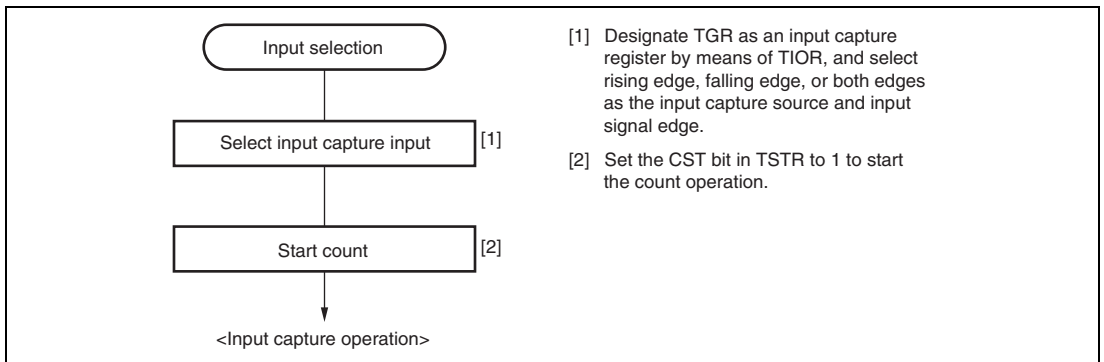 Input selection
Select input capture input
[1]
Start count
[2]
<Input capture operation>
[1] Designate TGR as an input capture
register by means of TIOR, and select
rising edge, falling edge, or both edges
as the input capture source and input
signal edge.
[2] Set the CST bit in TSTR to 1 to start
the count operation.